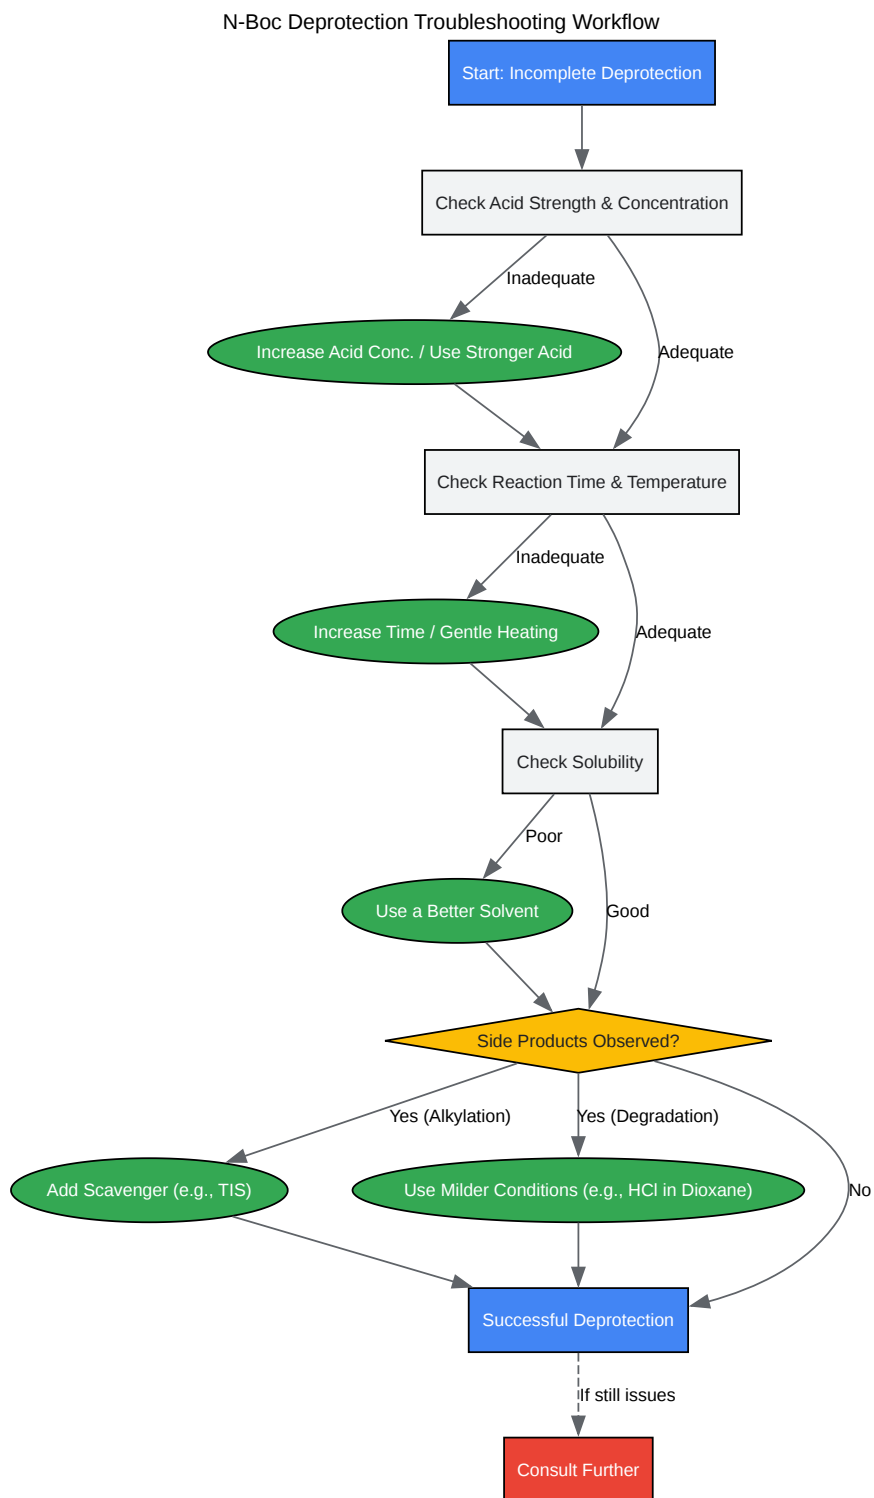 N-Boc Deprotection Troubleshooting Workflow
Start: Incomplete Deprotection
Check Acid Strength & Concentration
Inadequate
Increase Acid Conc. / Use Stronger Acid
Adequate
Check Reaction Time & Temperature
Inadequate
Increase Time / Gentle Heating
Adequate
Check Solubility
Poor
Use a Better Solvent
Good
Side Products Observed?
Yes (Alkylation)
Yes (Degradation)
Add Scavenger (e.g., TIS)
Use Milder Conditions (e.g., HCl in Dioxane)
No
Successful Deprotection
If still issues
Consult Further